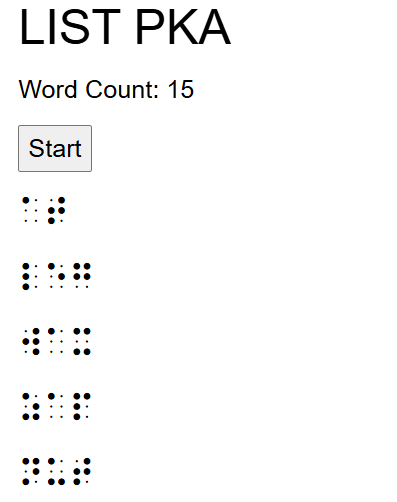 LIST PKA
Word Count: 15
Start
⠁⠞
⠇⠑⠛
⠺⠁⠭
⠵⠁⠏
⠝⠥⠞